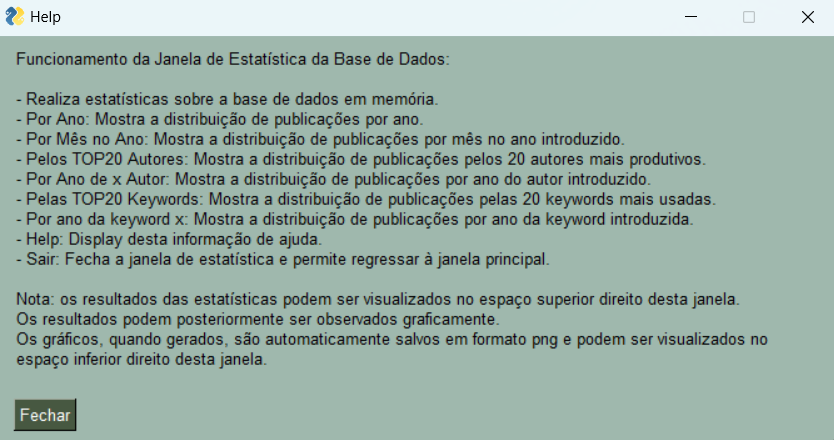 Help
Funcionamento da Janela de Estatística da Base de Dados:
- Realiza estatísticas sobre a base de dados em memória.
- Por Ano: Mostra a distribuição de publicações por ano.
- Por Mês no Ano: Mostra a distribuição de publicações por mês no ano introduzido.
- Pelos TOP20 Autores: Mostra a distribuição de publicações pelos 20 autores mais produtivos.
- Por Ano de x Autor: Mostra a distribuição de publicações por ano do autor introduzido.
- Pelas TOP20 Keywords: Mostra a distribuição de publicações pelas 20 keywords mais usadas.
- Por ano da keyword x: Mostra a distribuição de publicações por ano da keyword introduzida.
- Help: Display desta informação de ajuda.
- Sair: Fecha a janela de estatística e permite regressar à janela principal.
Nota: os resultados das estatísticas podem ser visualizados no espaço superior direito desta janela.
Os resultados podem posteriormente ser observados graficamente.
Os gráficos, quando gerados, são automaticamente salvos em formato png e podem ser visualizados no
espaço inferior direito desta janela.
Fechar